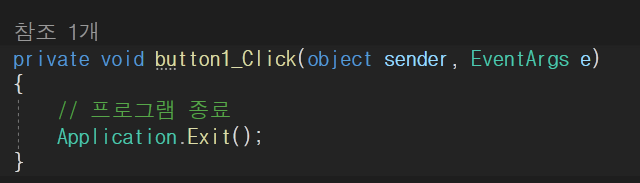 참조 1개
private void button1_Click(object sender, EventArgs e)
{
// 프로그램 종료
Application.Exit();
}